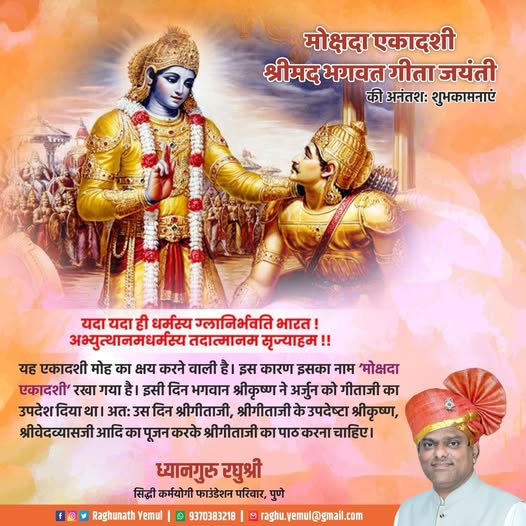 मोक्षदा एकादशी
श्रीमद भगवत गीता जयंती
की अनंतश: शुभकामनाएं
यदा यदा ही धर्मस्य ग्लानिर्भवति भारत !
अभ्युत्थानमधर्मस्य तदात्मानम सृज्याहम !!
यह एकादशी मोह का क्षय करने वाली है। इस कारण इसका नाम ‘मोक्षदा
एकादशी’ रखा गया है। इसी दिन भगवान श्रीकृष्ण ने अर्जुन को गीताजी का
उपदेश दिया था। अत: उस दिन श्रीगीताजी, श्रीगीताजी के उपदेष्टा श्रीकृष्ण,
श्रीवेदव्यासजी आदि का पूजन करके श्रीगीताजी का पाठ करना चाहिए।
ध्यानगुरु रघुश्री
सिद्धी कर्मयोगी फाउंडेशन परिवार, पुणे
Raghunath Yemul | 9370383218 | raghu.yemul@gmail.com